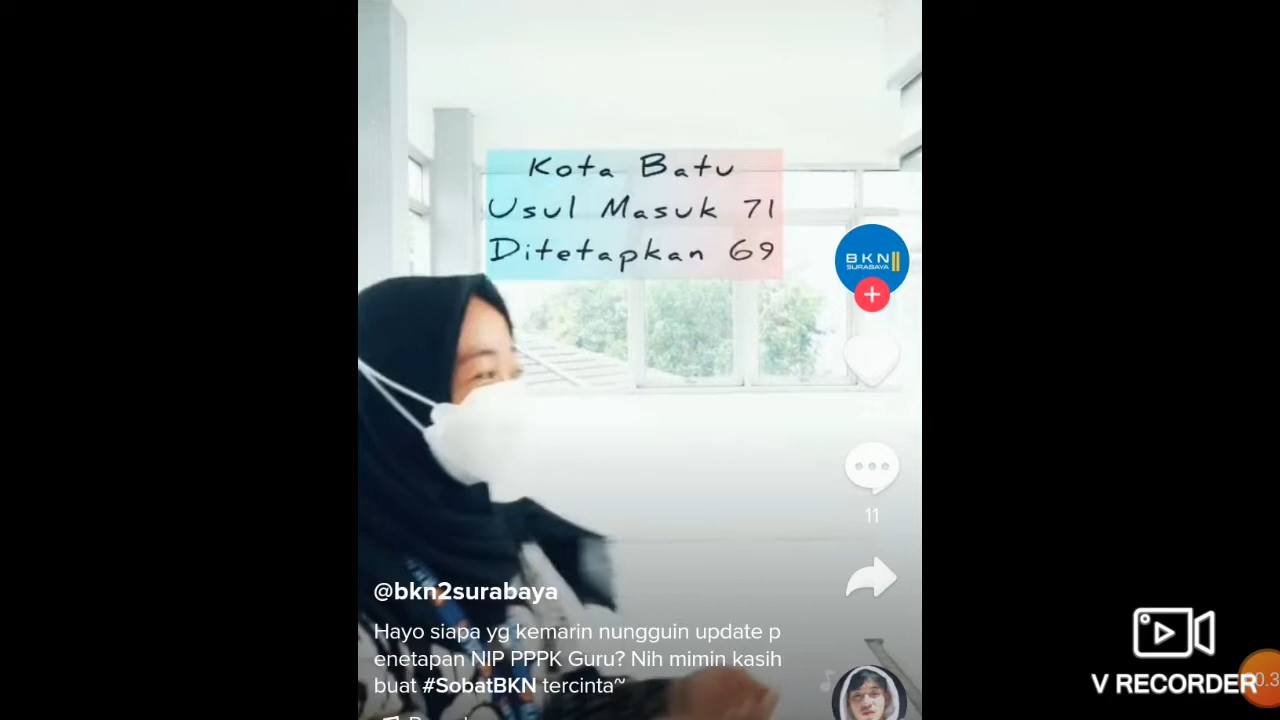 Kota Batu
Usul Masuk 71
Ditetapkan 69
BKN
SURABAYA
11
@bkn2surabaya
Hayo siapa yg kemarin nungguin update p
enetapan NIP PPPK Guru? Nih mimin kasih
buat #SobatBKN tercinta~
V RECORDER